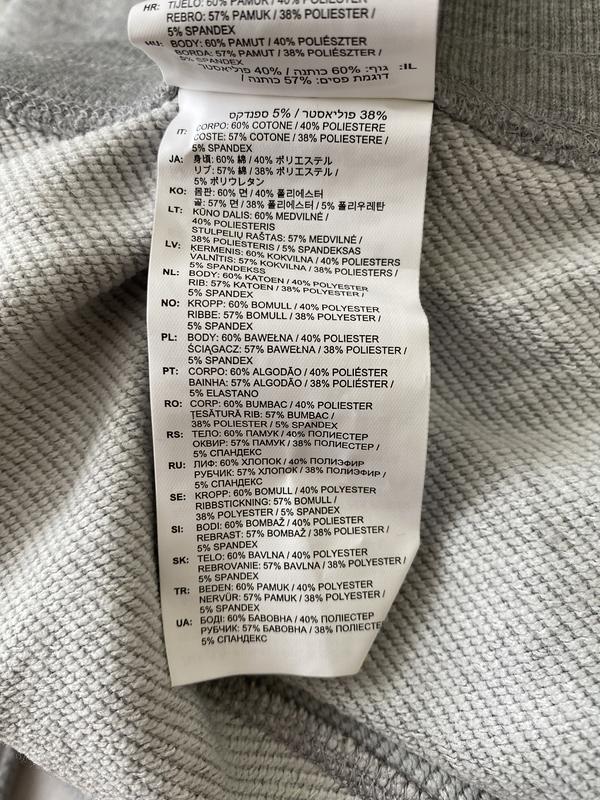 HR: TIJELO: 60% PAMUK / 40% POLIESTER
REBRO: 57% PAMUK / 38% POLIESTER /
5% SPANDEX
HU: BODY: 60% PAMUT / 40% POLIÉSZTER
BORDA: 57% PAMUT / 38% POLIÉSZTER /
5% SPANDEX
IL: גוף: 60% כותנה / 40% פוליאסטר
דוגמת פסים: 57% כותנה /
38% פוליאסטר / 5% ספנדקס
IT: CORPO: 60% COTONE / 40% POLIESTERE
COSTE: 57% COTONE / 38% POLIESTERE /
5% SPANDEX
JA: 身頃: 60% 綿 / 40% ポリエステル
リブ: 57% 綿 / 38% ポリエステル /
5% ポリウレタン
KO: 몸판: 60% 면 / 40% 폴리에스터
골: 57% 면 / 38% 폴리에스터 / 5% 폴리우레탄
LT: KŪNO DALIS: 60% MEDVILNĖ /
40% POLIESTERIS
STULPELIŲ RAŠTAS: 57% MEDVILNĖ /
38% POLIESTERIS / 5% SPANDEKSAS
LV: ĶERMENIS: 60% KOKVILNA / 40% POLIESTERS
VALNĪTIS: 57% KOKVILNA / 38% POLIESTERS /
5% SPANDEKSS
NL: BODY: 60% KATOEN / 40% POLYESTER
RIB: 57% KATOEN / 38% POLYESTER /
5% SPANDEX
NO: KROPP: 60% BOMULL / 40% POLYESTER
RIBBE: 57% BOMULL / 38% POLYESTER /
5% SPANDEX
PL: BODY: 60% BAWEŁNA / 40% POLIESTER
ŚCIĄGACZ: 57% BAWEŁNA / 38% POLIESTER /
5% SPANDEX
PT: CORPO: 60% ALGODÃO / 40% POLIÉSTER
BAINHA: 57% ALGODÃO / 38% POLIÉSTER /
5% ELASTANO
RO: CORP: 60% BUMBAC / 40% POLIESTER
ȚESĂTURĂ RIB: 57% BUMBAC /
38% POLIESTER / 5% SPANDEX
RS: ТЕЛО: 60% ПАМУК / 40% ПОЛИЕСТЕР
ОКВИР: 57% ПАМУК / 38% ПОЛИЕСТЕР /
5% СПАНДЕКС
RU: ЛИФ: 60% ХЛОПОК / 40% ПОЛИЭФИР
РУБЧИК: 57% ХЛОПОК / 38% ПОЛИЭФИР /
5% СПАНДЕКС
SE: KROPP: 60% BOMULL / 40% POLYESTER
RIBBSTICKNING: 57% BOMULL /
38% POLYESTER / 5% SPANDEX
SI: BODI: 60% BOMBAŽ / 40% POLIESTER
REBRAST: 57% BOMBAŽ / 38% POLIESTER /
5% SPANDEX
SK: TELO: 60% BAVLNA / 40% POLYESTER
REBROVANIE: 57% BAVLNA / 38% POLYESTER /
5% SPANDEX
TR: BEDEN: 60% PAMUK / 40% POLYESTER
NERVÜR: 57% PAMUK / 38% POLYESTER /
5% SPANDEX
UA: БОДІ: 60% БАВОВНА / 40% ПОЛІЕСТЕР
РУБЧИК: 57% БАВОВНА / 38% ПОЛІЕСТЕР
5% СПАНДЕКС